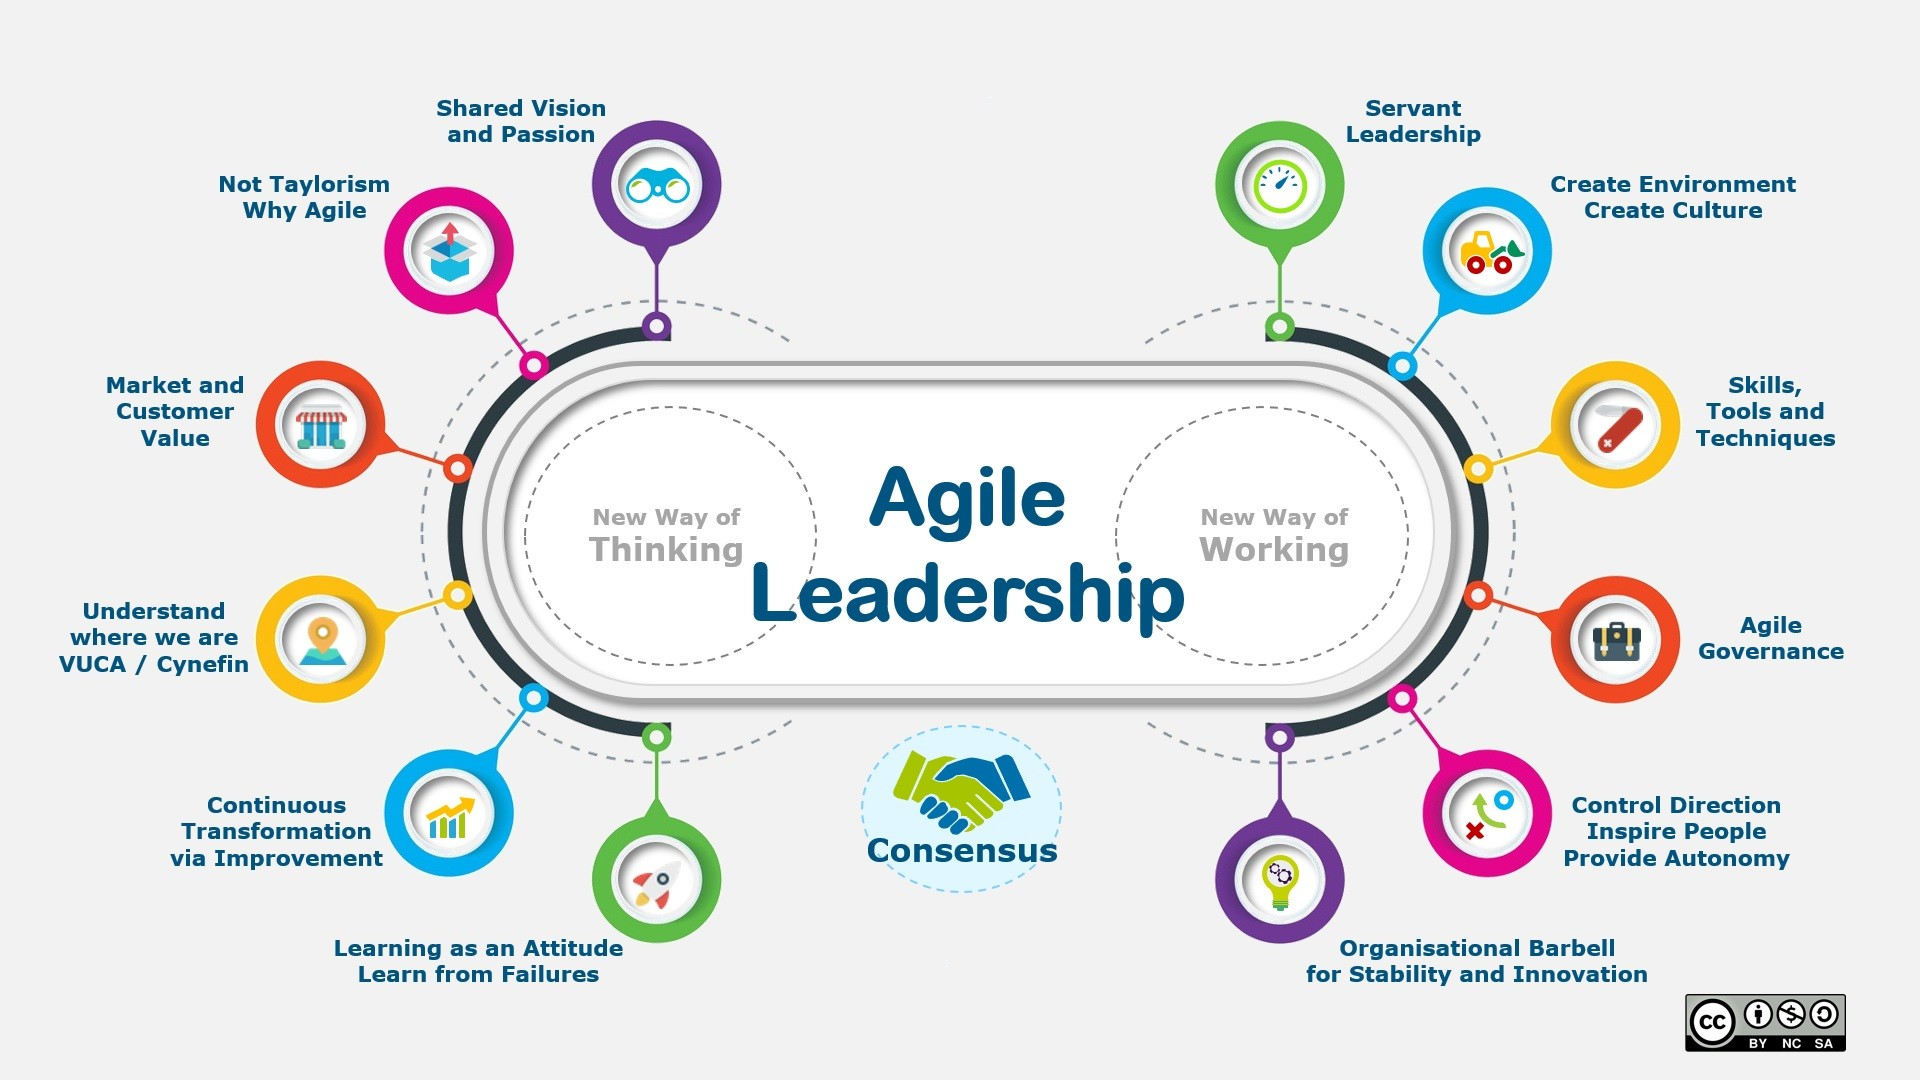 Shared Vision
and Passion
Not Taylorism
Why Agile
Market and
Customer
Value
Understand
where we are
VUCA / Cynefin
Continuous
Transformation
via Improvement
Learning as an Attitude
Learn from Failures
New Way of
Thinking
Agile
Leadership
New Way of
Working
Consensus
Servant
Leadership
Create Environment
Create Culture
Skills,
Tools and
Techniques
Agile
Governance
Control Direction
Inspire People
Provide Autonomy
Organisational Barbell
for Stability and Innovation
cc
BY NC SA